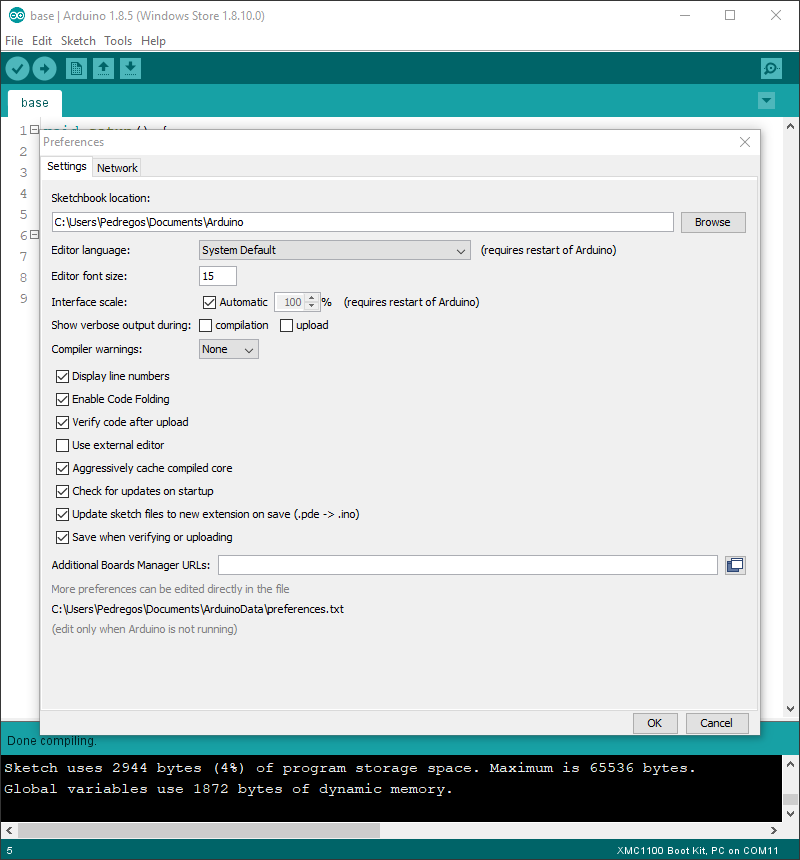 base | Arduino 1.8.5 (Windows Store 1.8.10.0)
File Edit Sketch Tools Help
base
1 void setup() {
2
3
4
5
6
7
8
9
Preferences
Settings Network
Sketchbook location:
C:\Users\Pedregos\Documents\Arduino Browse
Editor language: System Default (requires restart of Arduino)
Editor font size: 15
Interface scale: Automatic 100 % (requires restart of Arduino)
Show verbose output during: compilation upload
Compiler warnings: None
Display line numbers
Enable Code Folding
Verify code after upload
Use external editor
Aggressively cache compiled core
Check for updates on startup
Update sketch files to new extension on save (.pde -> .ino)
Save when verifying or uploading
Additional Boards Manager URLs:
More preferences can be edited directly in the file
C:\Users\Pedregos\Documents\ArduinoData\preferences.txt
(edit only when Arduino is not running)
OK Cancel
Done compiling.
Sketch uses 2944 bytes (4%) of program storage space. Maximum is 65536 bytes.
Global variables use 1872 bytes of dynamic memory.
5 XMC1100 Boot Kit, PC on COM11